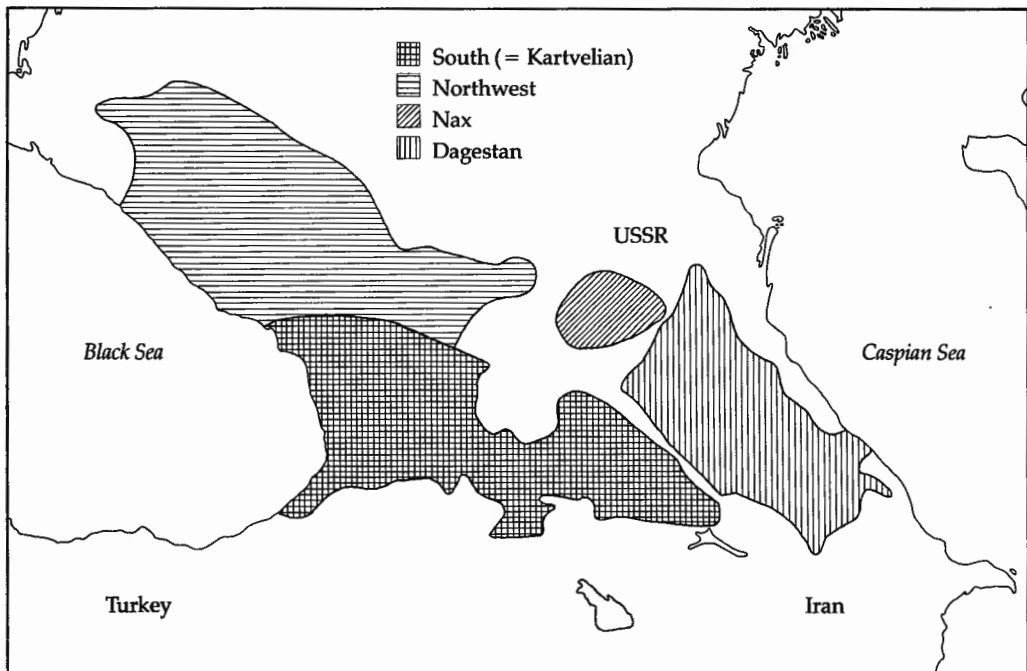 South (= Kartvelian)
Northwest
Nax
Dagestan
USSR
Black Sea
Caspian Sea
Turkey
Iran